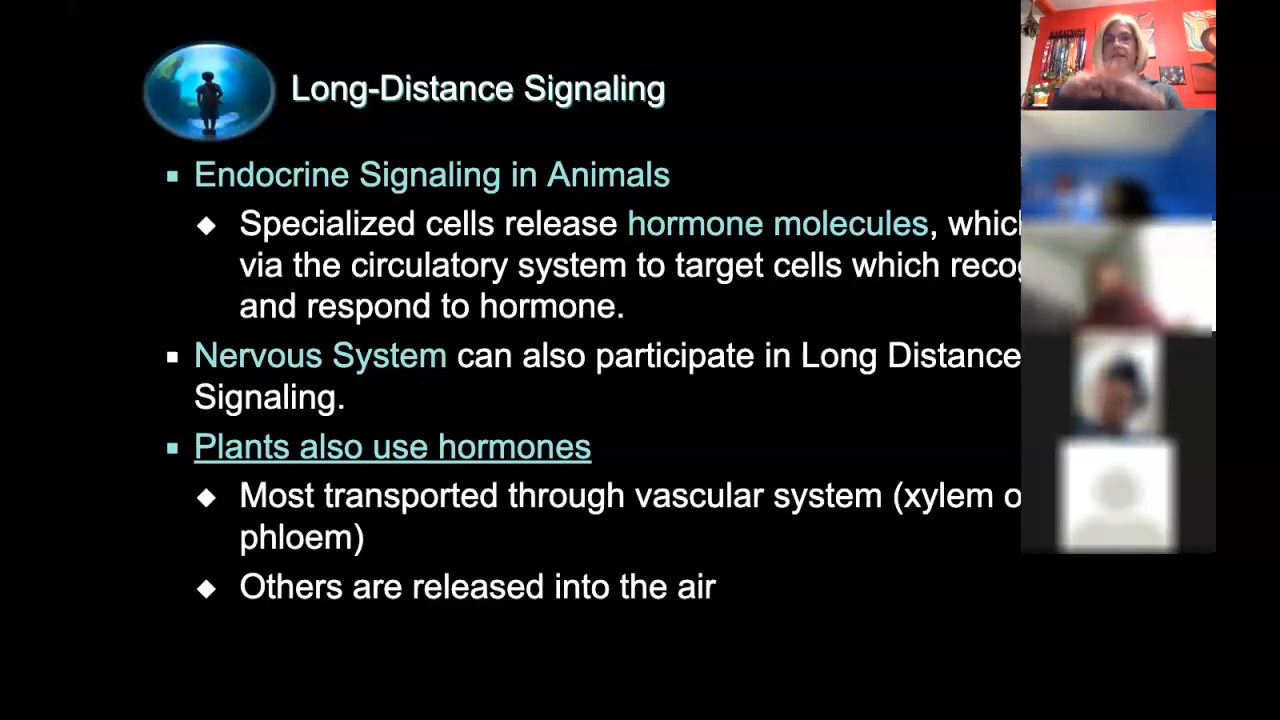 Long-Distance Signaling
Endocrine Signaling in Animals
Specialized cells release hormone molecules,
via the circulatory system to target cells which
and respond to hormone.
Nervous System can also participate in Long Distance
Signaling.
Plants also use hormones
Most transported through vascular system (xylem
phloem)
Others are released into the air